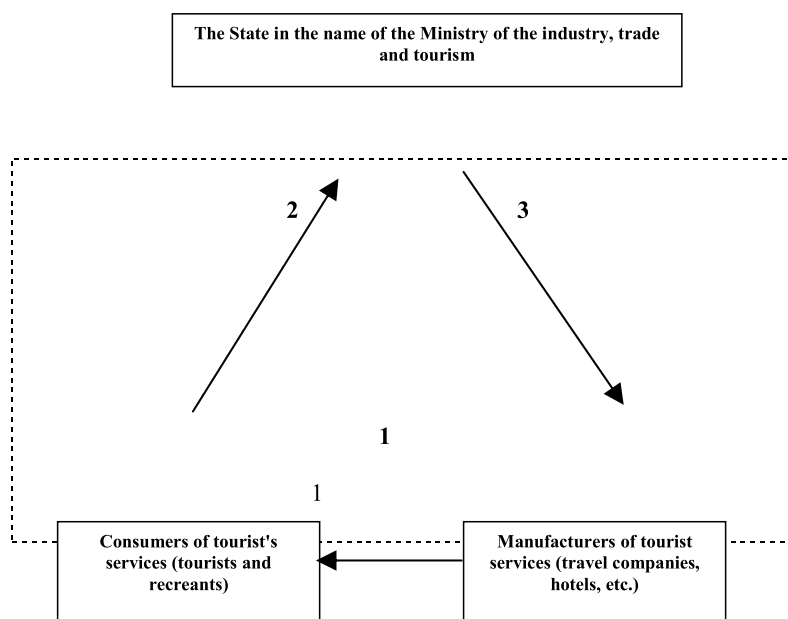 The State in the name of the Ministry of the industry, trade
and tourism
2
3
1
1
Consumers of tourist's
services (tourists and
recreants)
Manufacturers of tourist
services (travel companies,
hotels, etc.)